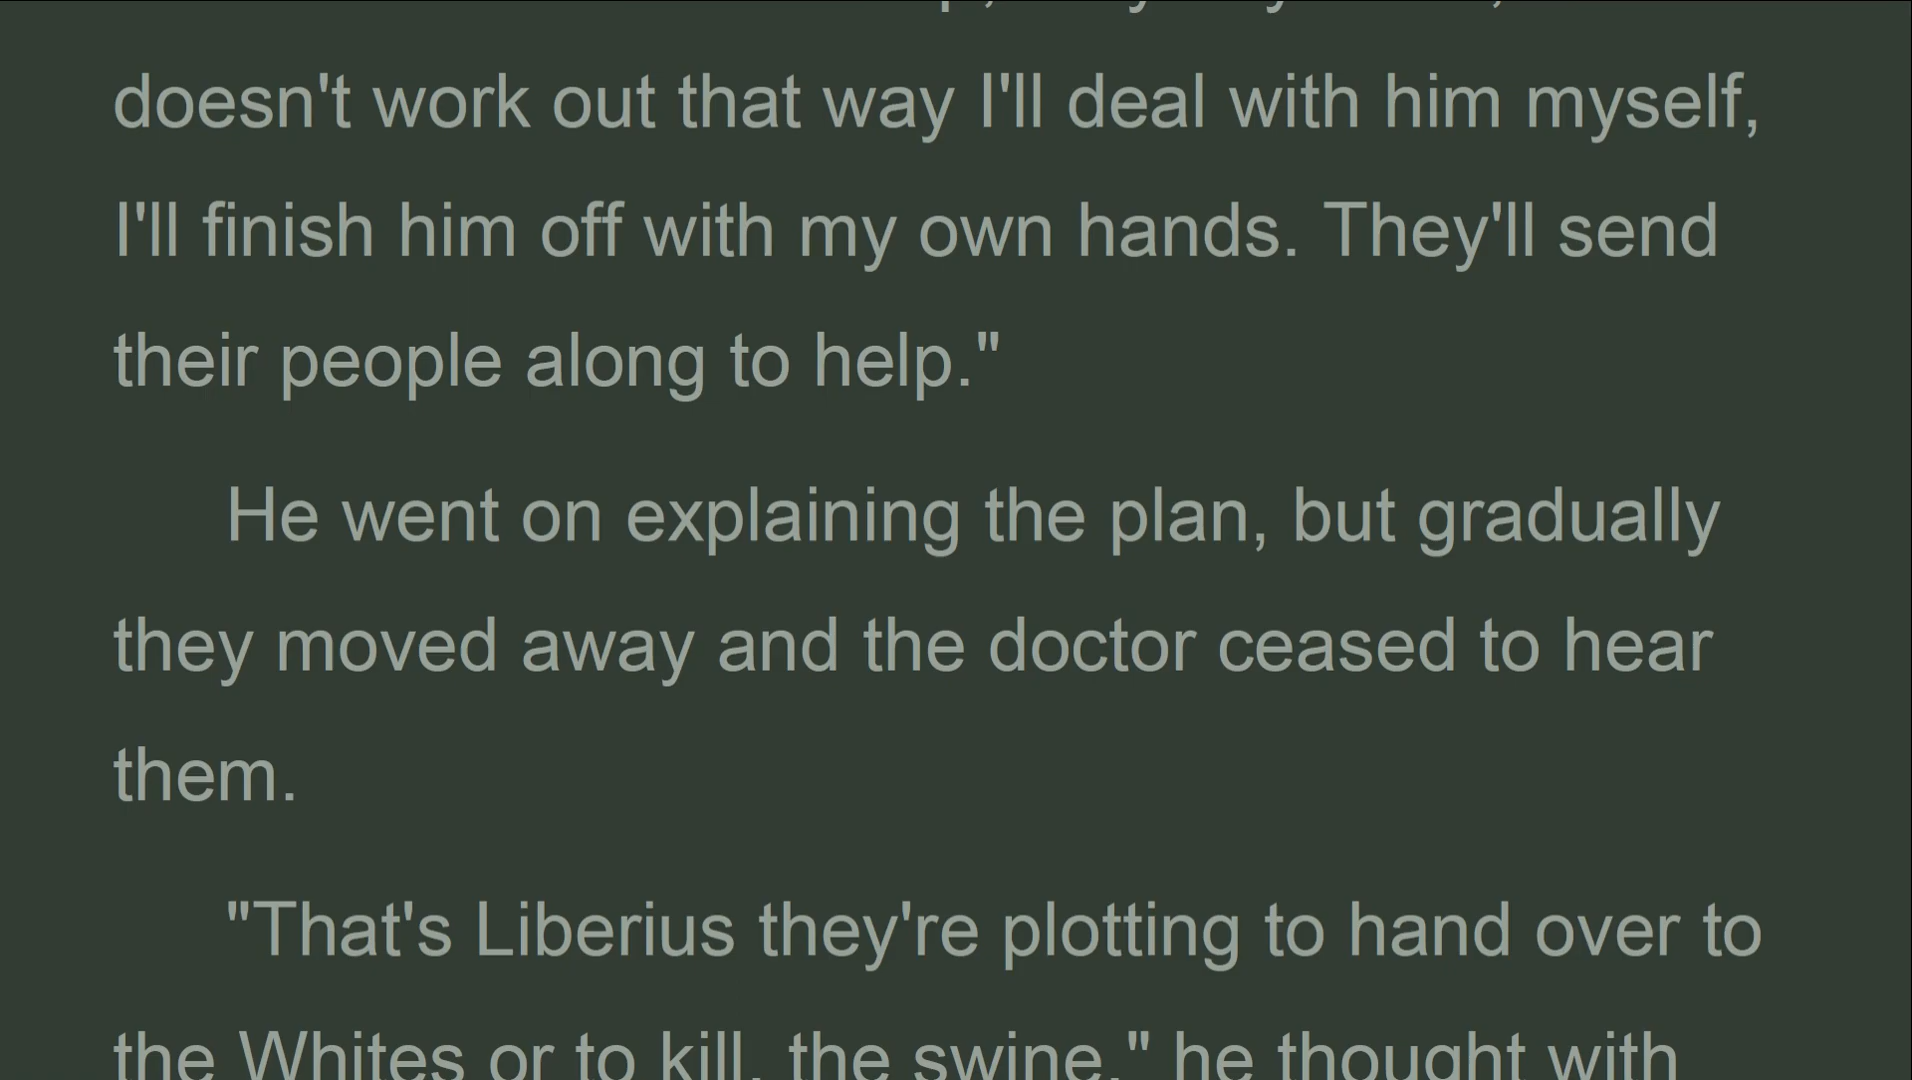 doesn't work out that way I'll deal with him myself,
I'll finish him off with my own hands. They'll send
their people along to help."
He went on explaining the plan, but gradually
they moved away and the doctor ceased to hear
them.
"That's Liberius they're plotting to hand over to
the Whites or to kill, the swine," he thought with